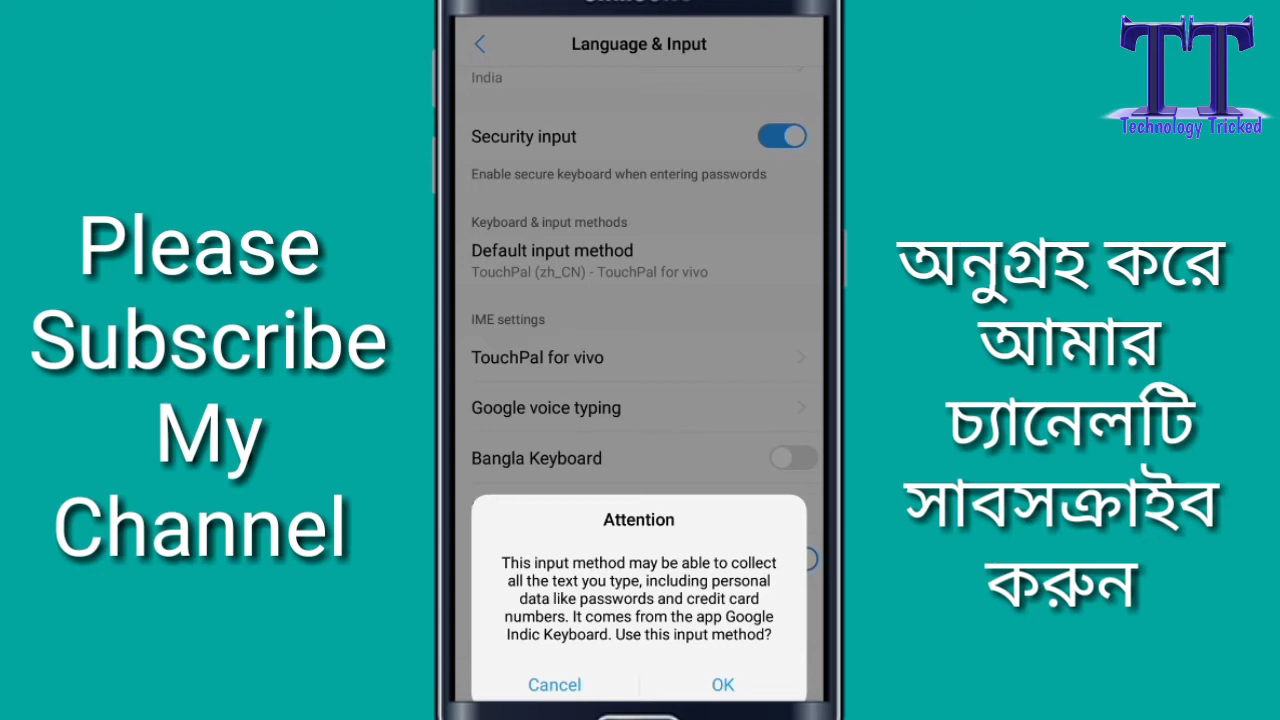 Please
Subscribe
My
Channel
Language & Input
India
Security input
Enable secure keyboard when entering passwords
Keyboard & input methods
Default input method
TouchPal (zh_CN) - TouchPal for vivo
IME settings
TouchPal for vivo
Google voice typing
Bangla Keyboard
Attention
This input method may be able to collect
all the text you type, including personal
data like passwords and credit card
numbers. It comes from the app Google
Indic Keyboard. Use this input method?
Cancel
OK
TT
Technology Tricked
অনুগ্রহ করে
আমার
চ্যানেলটি
সাবসক্রাইব
করুন